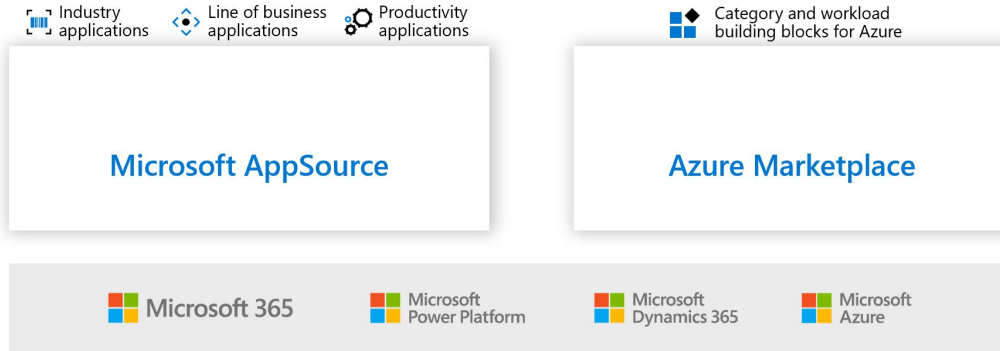 Industry
applications
Line of business
applications
Productivity
applications
Category and workload
building blocks for Azure
Microsoft AppSource
Azure Marketplace
Microsoft 365
Microsoft
Power Platform
Microsoft
Dynamics 365
Microsoft
Azure